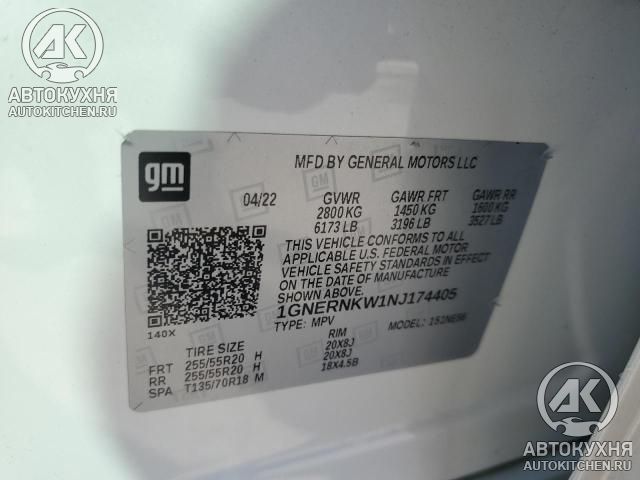 АК
АВТОКУХНЯ
AUTOKITCHEN.RU
gm
MFD BY GENERAL MOTORS LLC
04/22 GVWR GAWR FRT GAWR RR
2800 KG 1450 KG 1600 KG
6173 LB 3196 LB 3527 LB
THIS VEHICLE CONFORMS TO ALL
APPLICABLE U.S. FEDERAL MOTOR
VEHICLE SAFETY STANDARDS IN EFFECT
ON THE DATE OF MANUFACTURE
SHOWN ABOVE.
1GNERNKW1NJ174405
TYPE: MPV MODEL: 1S1NE56
140X
TIRE SIZE RIM
FRT 255/55R20 H 20X8J
RR 255/55R20 H 20X8J
SPA T135/70R18 M 18X4.5B
АК
АВТОКУХНЯ
AUTOKITCHEN.RU